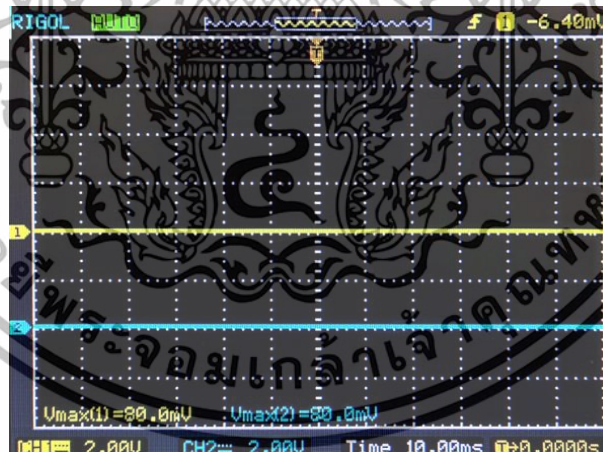 RIGOL AUTO T f 1 -6.40mV
T
1
2
พระจอมเกล้าเจ้าคุณทหาร
Vmax(1)=80.0mV Vmax(2)=80.0mV
CH1 2.00V CH2 2.00V Time 10.00ms T→0.0000s